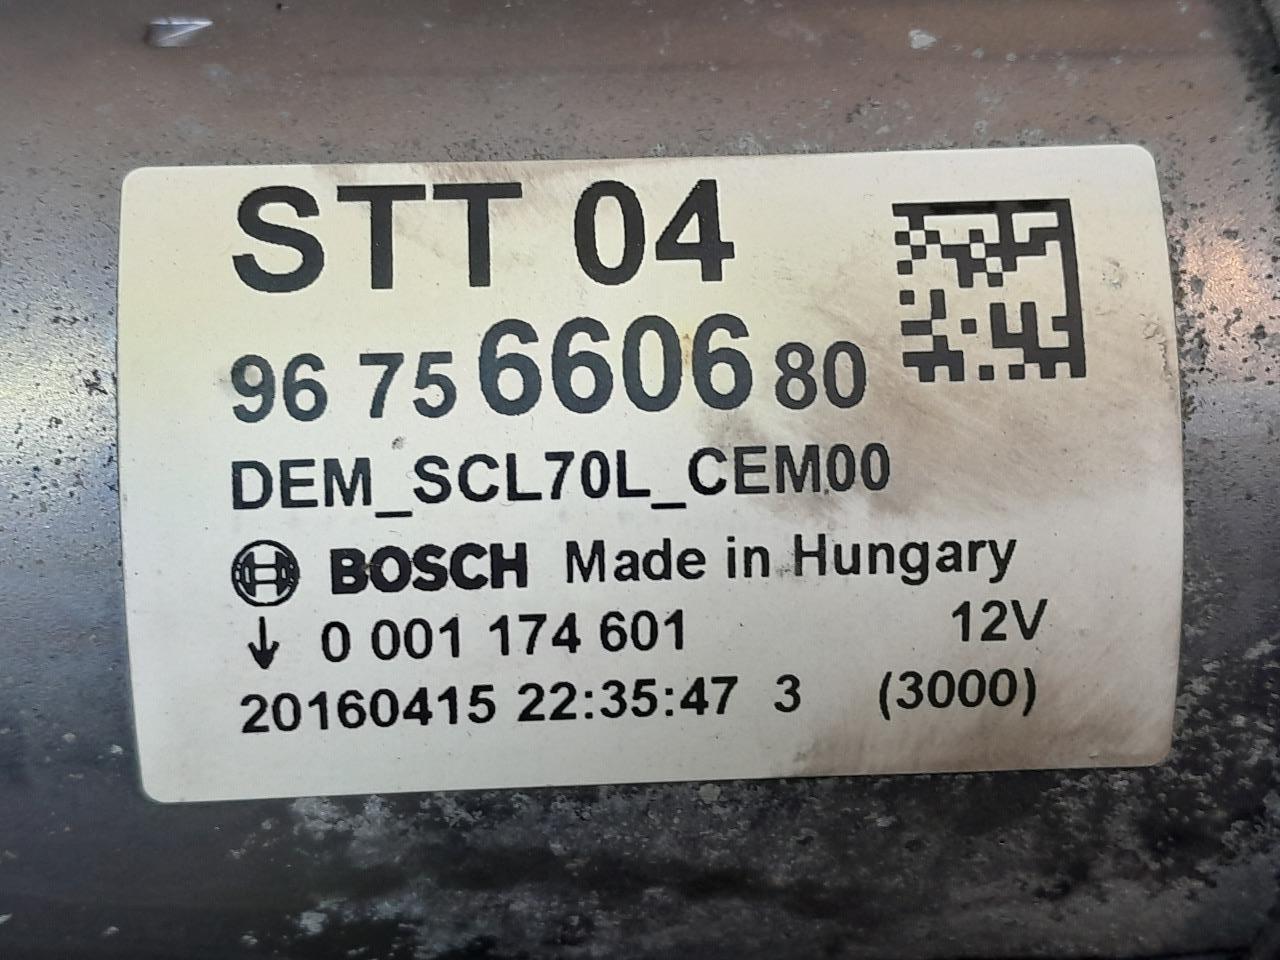 STT 04
96 75 6606 80
DEM_SCL70L_CEM00
BOSCH Made in Hungary
↓ 0 001 174 601 12V
20160415 22:35:47 3 (3000)